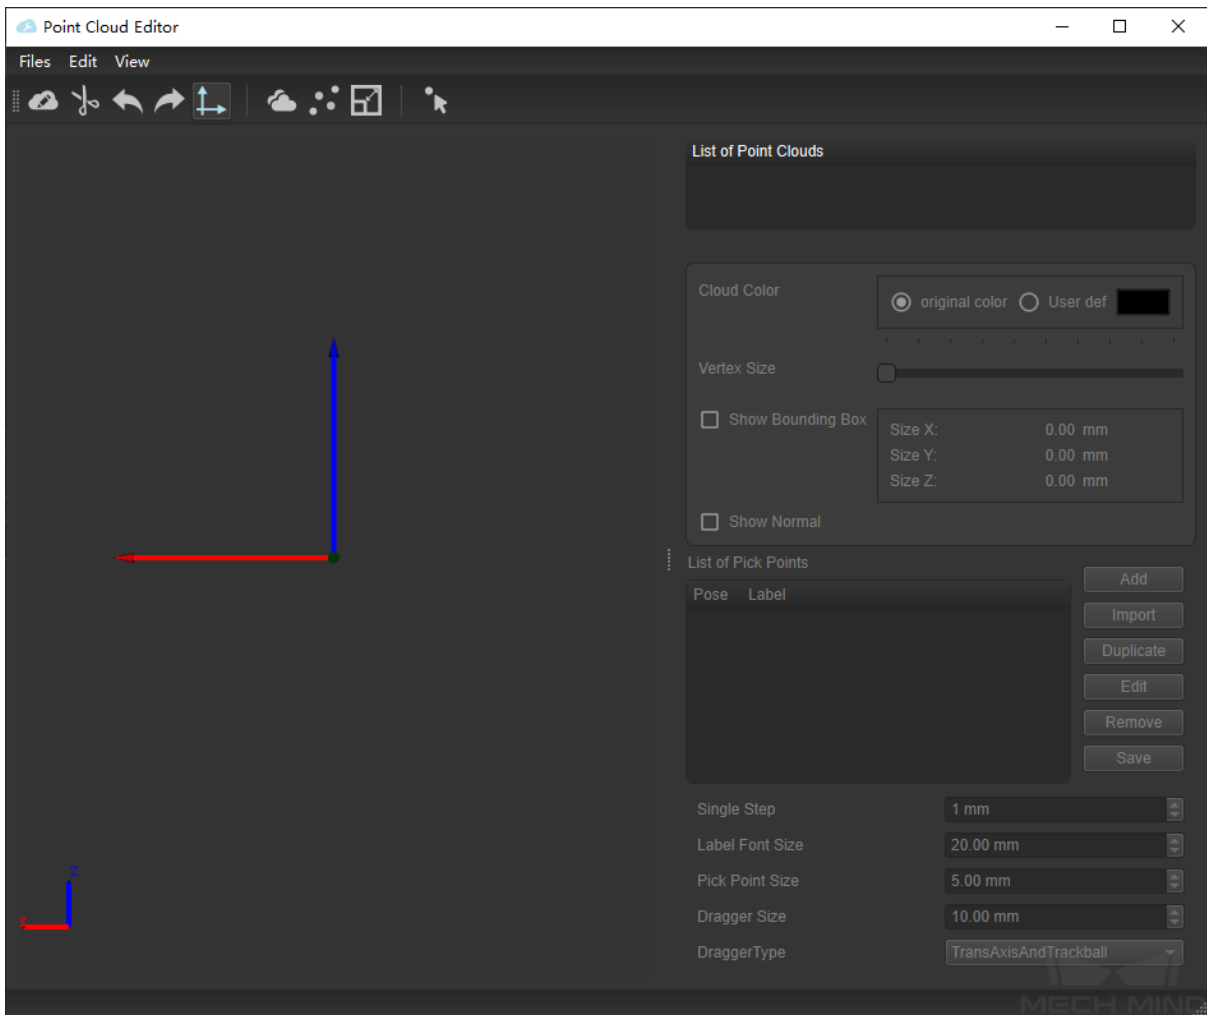 Point Cloud Editor
Files Edit View
List of Point Clouds
Cloud Color
original color User def
Vertex Size
Show Bounding Box
Size X: 0.00 mm
Size Y: 0.00 mm
Size Z: 0.00 mm
Show Normal
List of Pick Points
Pose Label
Add
Import
Duplicate
Edit
Remove
Save
Single Step 1 mm
Label Font Size 20.00 mm
Pick Point Size 5.00 mm
Dragger Size 10.00 mm
DraggerType TransAxisAndTrackball
Z
X
MECH MIND